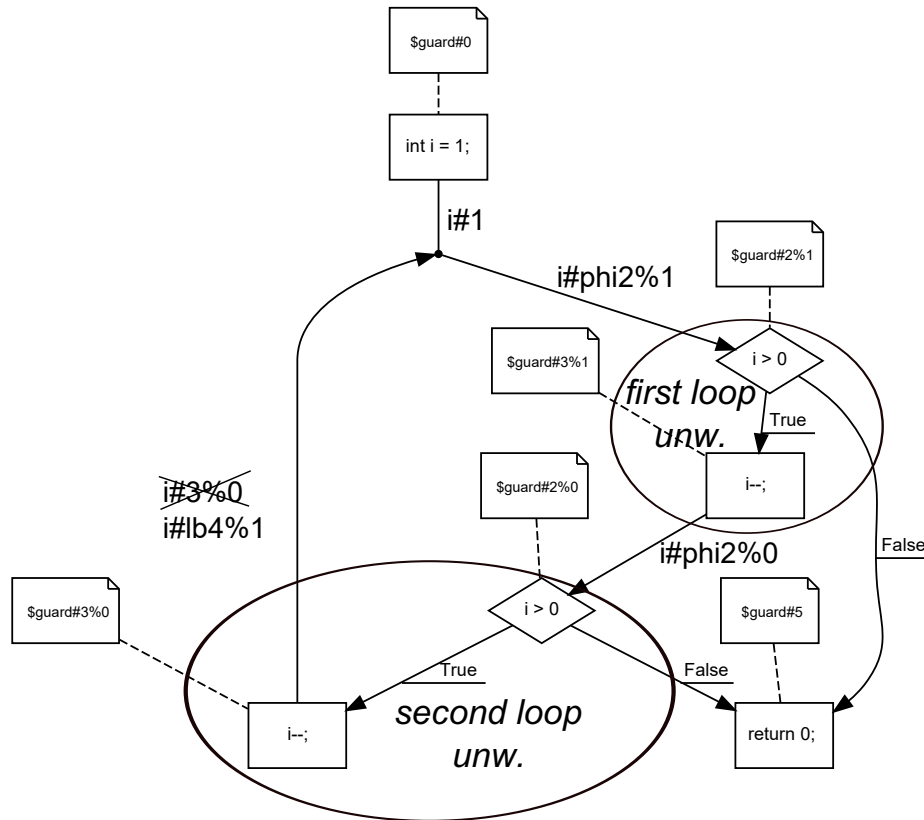 $guard#0
int i = 1;
i#1
i#phi2%1
$guard#2%1
i > 0
$guard#3%1
first loop
unw.
True
i--;
i#3%0
i#lb4%1
$guard#2%0
i#phi2%0
False
$guard#3%0
i > 0
$guard#5
True
False
second loop
unw.
i--;
return 0;